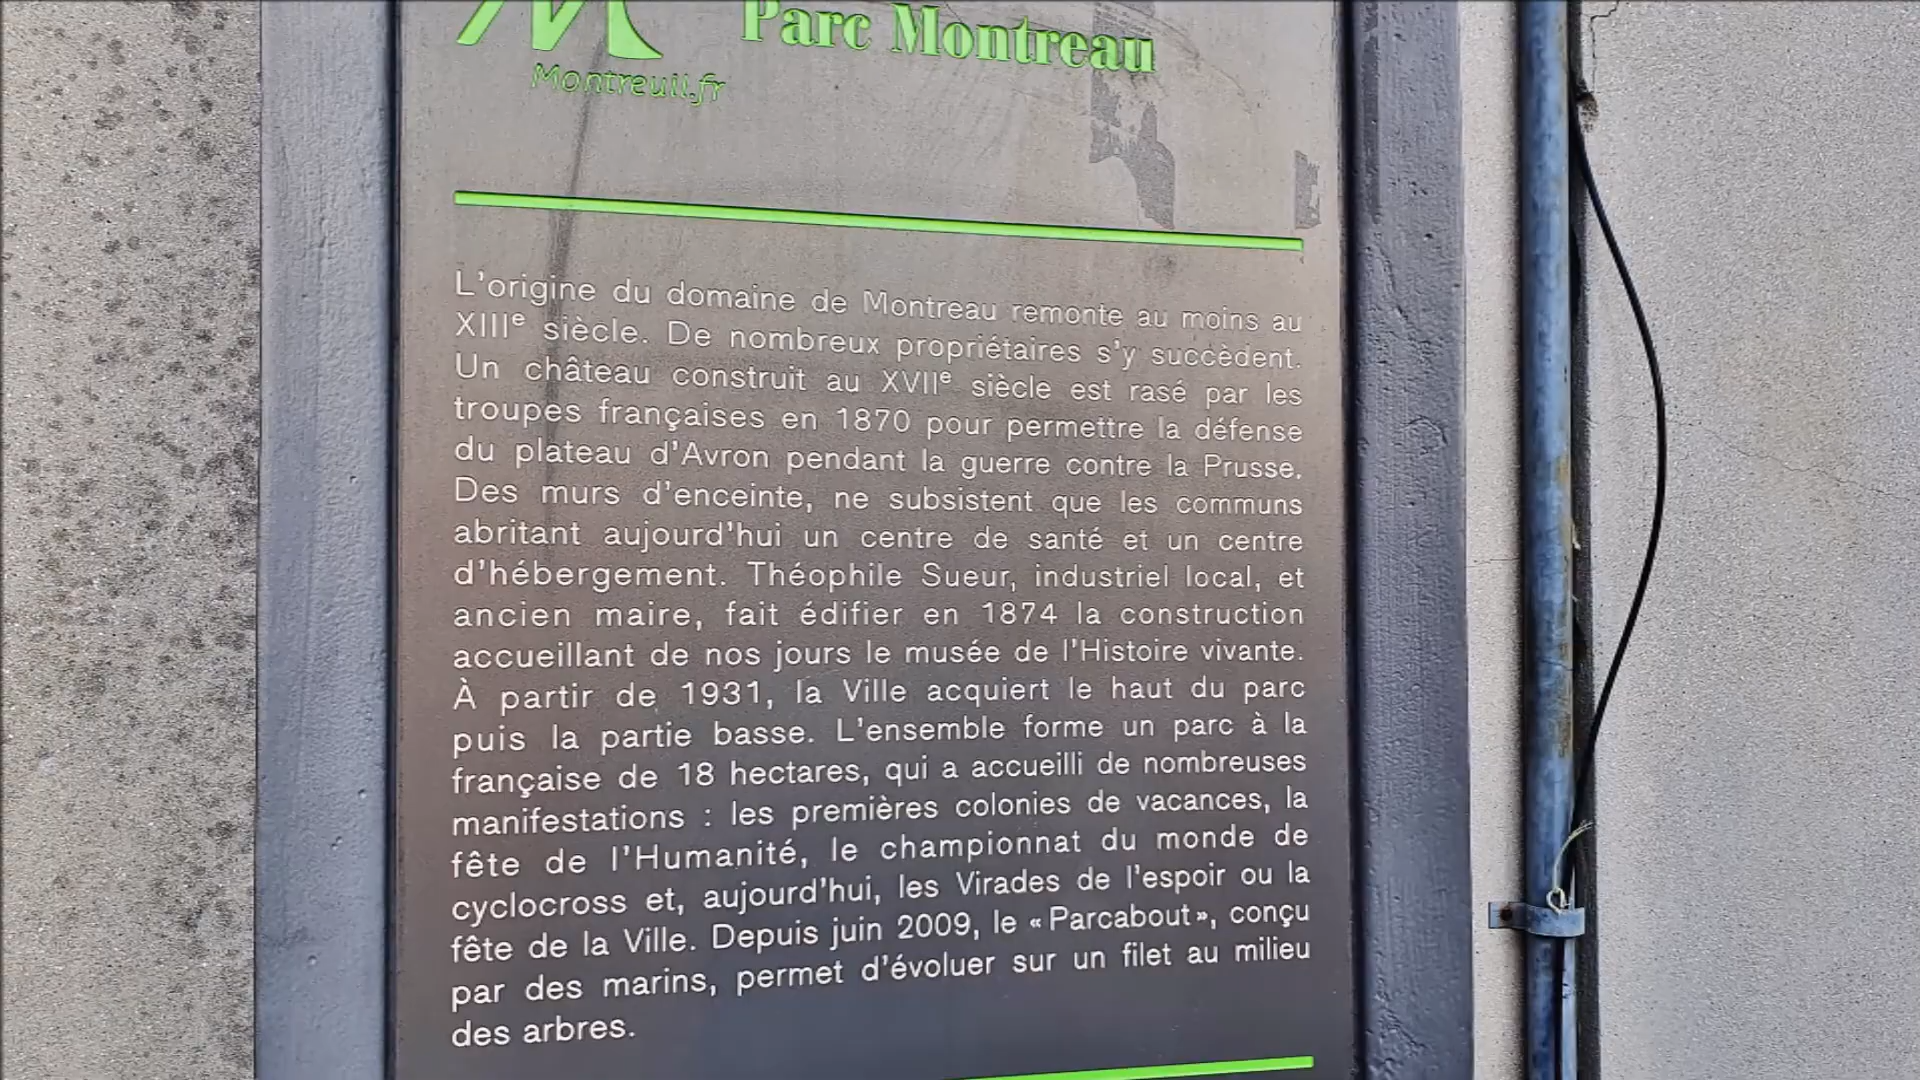 Parc Montreau
Montreuil.fr
L'origine du domaine de Montreau remonte au moins au
XIIIᵉ siècle. De nombreux propriétaires s'y succèdent.
Un château construit au XVIIᵉ siècle est rasé par les
troupes françaises en 1870 pour permettre la défense
du plateau d'Avron pendant la guerre contre la Prusse.
Des murs d'enceinte, ne subsistent que les communs
abritant aujourd'hui un centre de santé et un centre
d'hébergement. Théophile Sueur, industriel local, et
ancien maire, fait édifier en 1874 la construction
accueillant de nos jours le musée de l'Histoire vivante.
À partir de 1931, la Ville acquiert le haut du parc
puis la partie basse. L'ensemble forme un parc à la
française de 18 hectares, qui a accueilli de nombreuses
manifestations : les premières colonies de vacances, la
fête de l'Humanité, le championnat du monde de
cyclocross et, aujourd'hui, les Virades de l'espoir ou la
fête de la Ville. Depuis juin 2009, le « Parcabout », conçu
par des marins, permet d'évoluer sur un filet au milieu
des arbres.